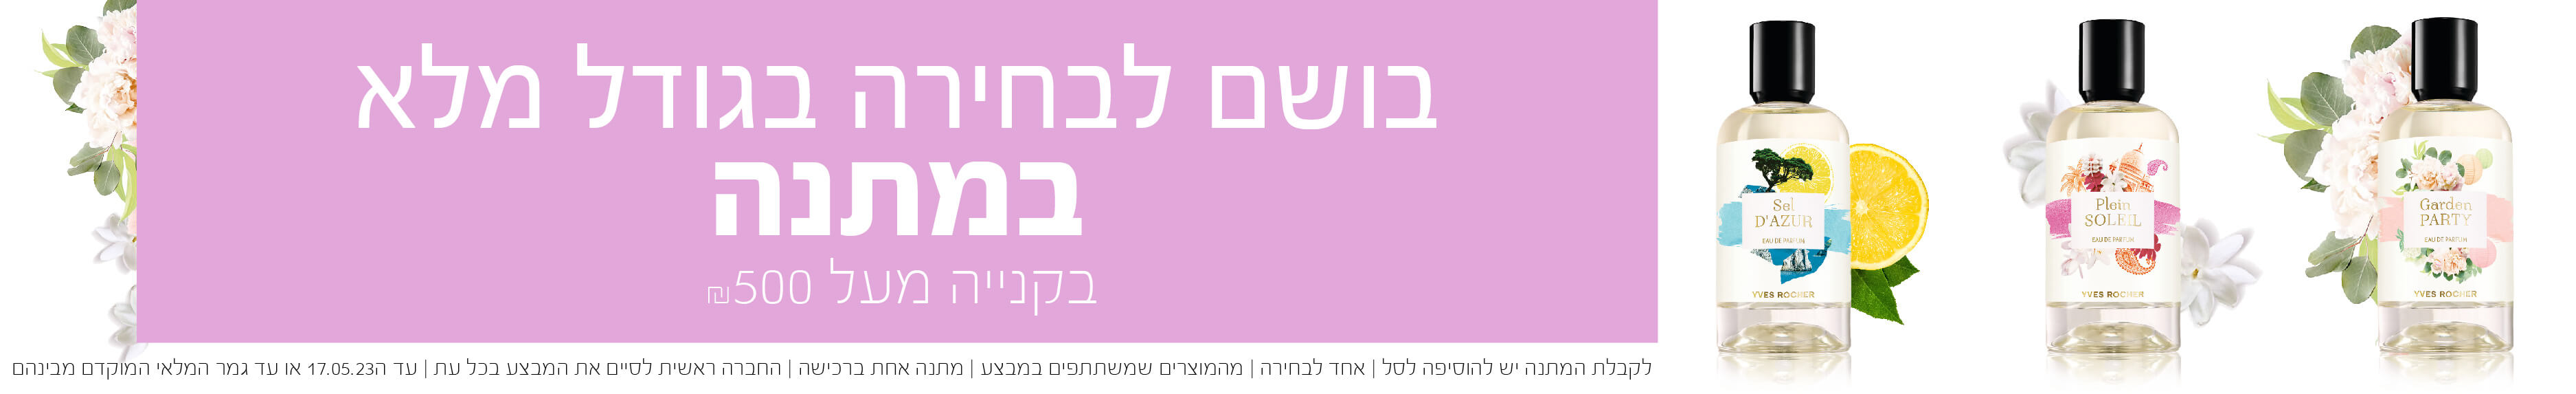 בושם לבחירה בגודל מלא
במתנה
בקנייה מעל 500₪
לקבלת המתנה יש להוסיפה לסל | אחד לבחירה | מהמוצרים שמשתתפים במבצע | מתנה אחת ברכישה | החברה ראשית לסיים את המבצע בכל עת | עד ה17.05.23 או עד גמר המלאי המוקדם מבינהם
Sel
D'AZUR
EAU DE PARFUM
YVES ROCHER
Plein
SOLEIL
EAU DE PARFUM
YVES ROCHER
Garden
PARTY
EAU DE PARFUM
YVES ROCHER